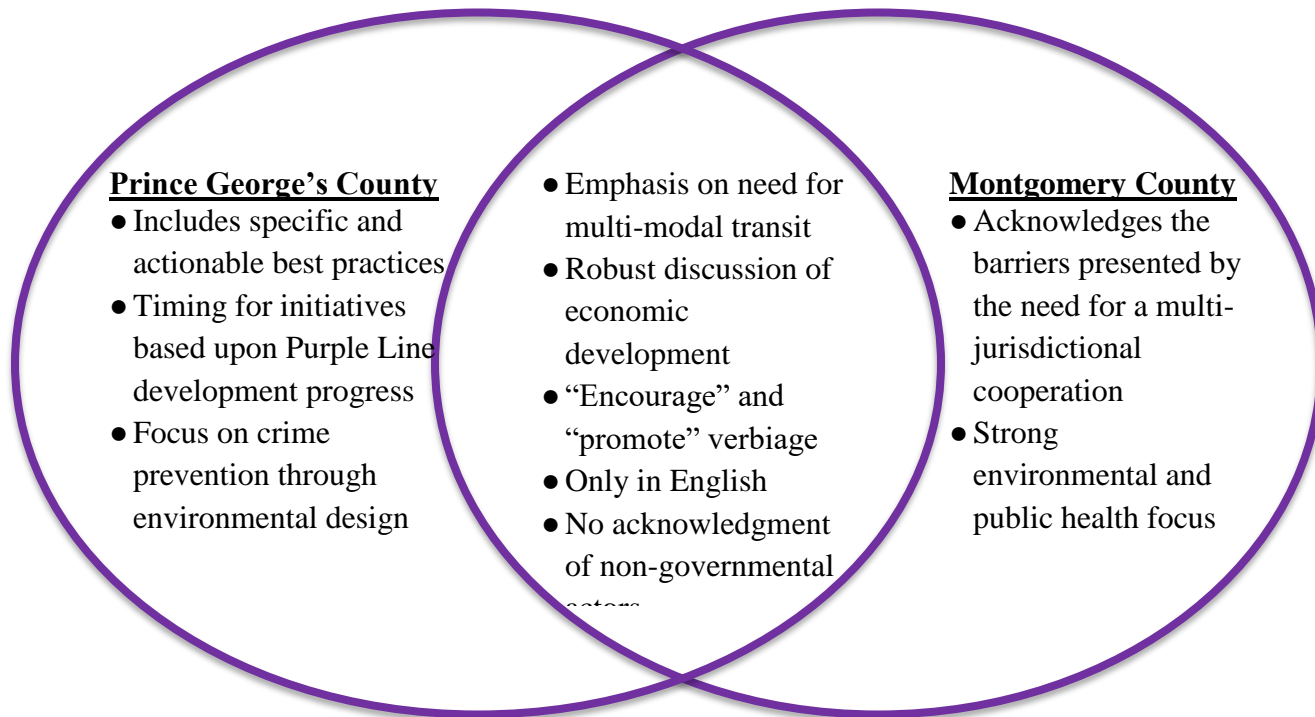 Prince George's County
● Includes specific and
actionable best practices
● Timing for initiatives
based upon Purple Line
development progress
● Focus on crime
prevention through
environmental design
● Emphasis on need for
multi-modal transit
● Robust discussion of
economic
development
● “Encourage” and
“promote” verbiage
● Only in English
● No acknowledgment
of non-governmental
Montgomery County
● Acknowledges the
barriers presented by
the need for a multi-
jurisdictional
cooperation
● Strong
environmental and
public health focus